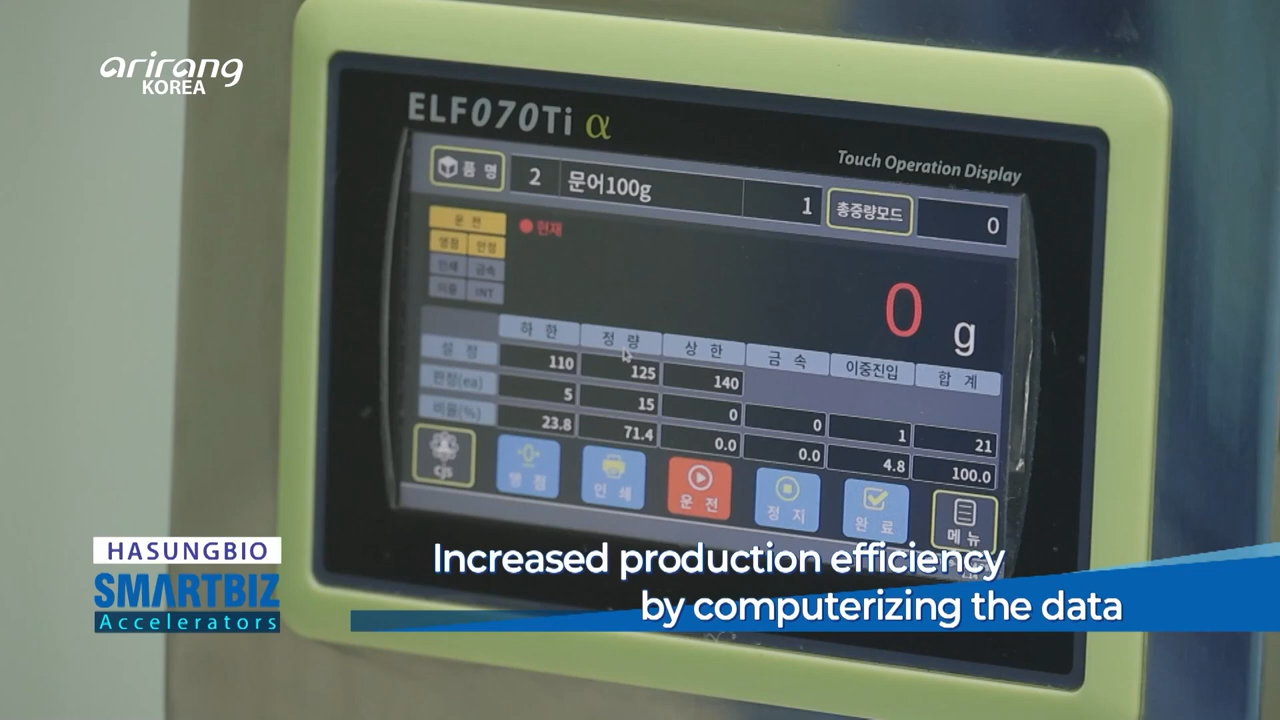 arirang
KOREA
ELF070Ti α
Touch Operation Display
품 명 2 문어100g 1 총중량모드 0
운 전
영점 안정
인쇄 금속
이중 INT
현재
0 g
하 한 정 량 상 한 금 속 이중진입 합 계
설 정 110 125 140
판정(ea) 5 15 0 0 1 21
비율(%) 23.8 71.4 0.0 0.0 4.8 100.0
cjs 영 점 인 쇄 운 전 정 지 완 료 메 뉴
HASUNGBIO
SMARTBIZ
Accelerators
Increased production efficiency
by computerizing the data